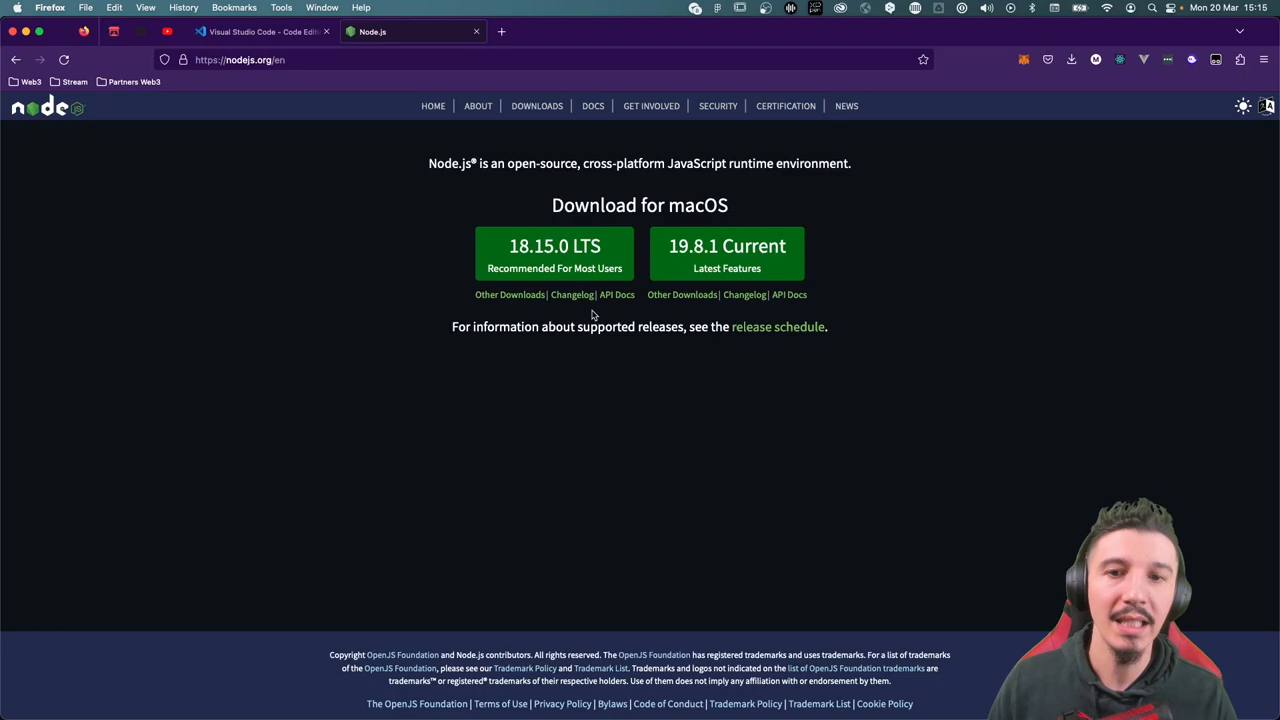 Firefox File Edit View History Bookmarks Tools Window Help Mon 20 Mar 15:15
Visual Studio Code - Code Edit Node.js
https://nodejs.org/en
Web3 Stream Partners Web3
node JS
HOME | ABOUT | DOWNLOADS | DOCS | GET INVOLVED | SECURITY | CERTIFICATION | NEWS
Node.js® is an open-source, cross-platform JavaScript runtime environment.
Download for macOS
18.15.0 LTS
Recommended For Most Users
19.8.1 Current
Latest Features
Other Downloads | Changelog | API Docs
Other Downloads | Changelog | API Docs
For information about supported releases, see the release schedule.
Copyright OpenJS Foundation and Node.js contributors. All rights reserved. The OpenJS Foundation has registered trademarks and uses trademarks. For a list of trademarks
of the OpenJS Foundation, please see our Trademark Policy and Trademark List. Trademarks and logos not indicated on the list of OpenJS Foundation trademarks are
trademarks™ or registered® trademarks of their respective holders. Use of them does not imply any affiliation with or endorsement by them.
The OpenJS Foundation | Terms of Use | Privacy Policy | Bylaws | Code of Conduct | Trademark Policy | Trademark List | Cookie Policy